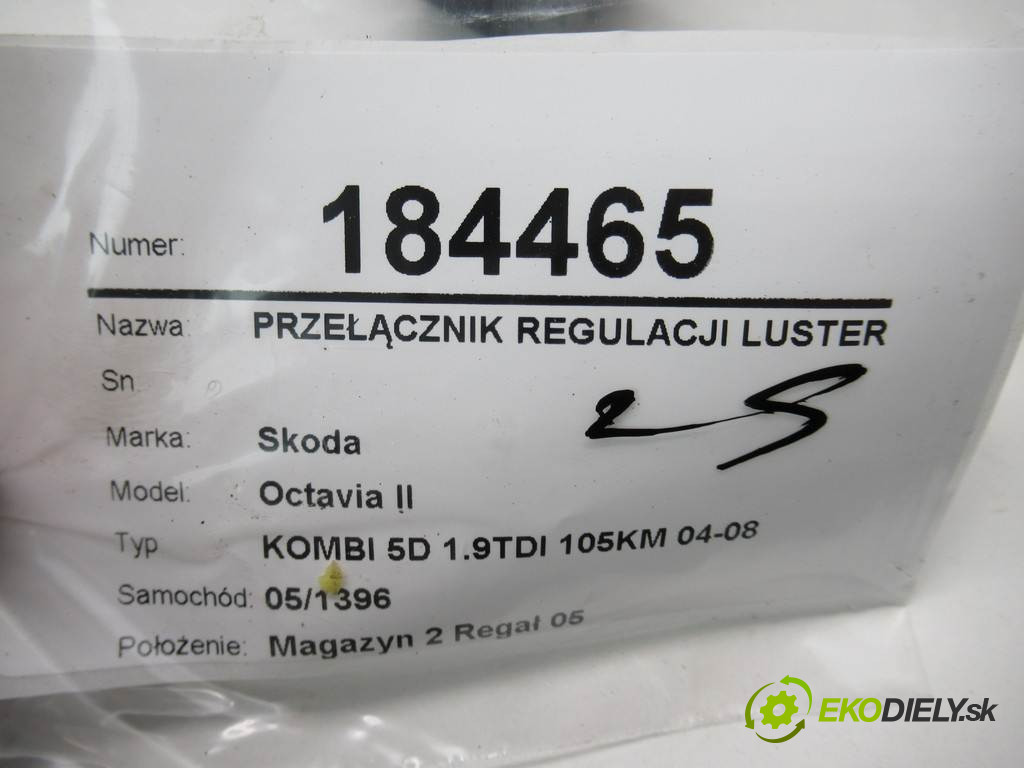 Numer: 184465
Nazwa: PRZEŁĄCZNIK REGULACJI LUSTER
Sn
Marka: Skoda
Model: Octavia II
Typ KOMBI 5D 1.9TDI 105KM 04-08
Samochód: 05/1396
Położenie: Magazyn 2 Regał 05
EKODIELY.sk